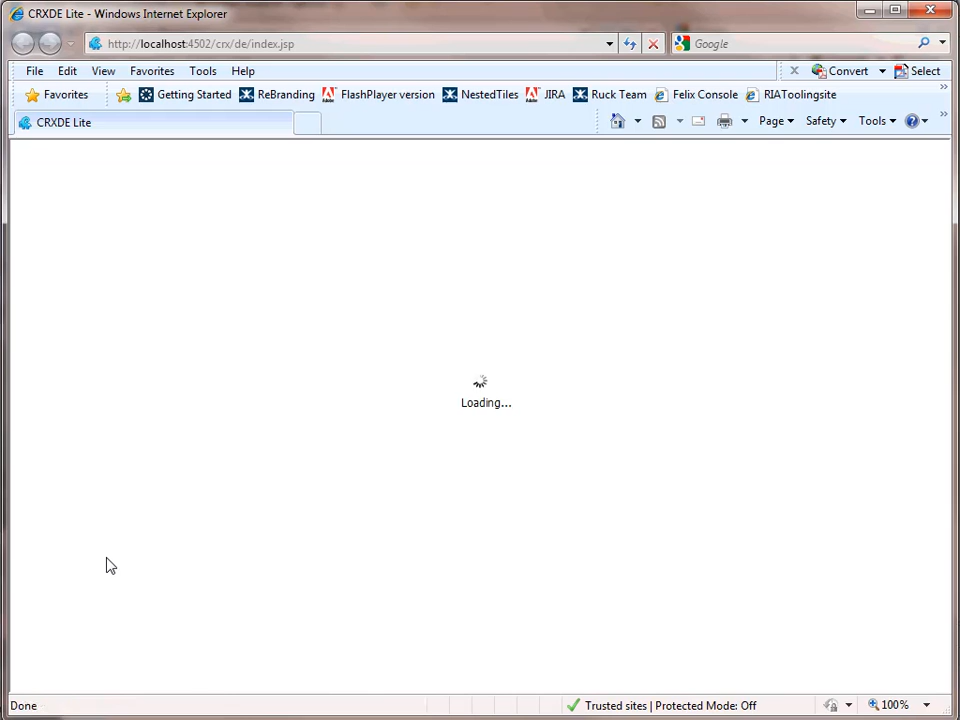 CRXDE Lite - Windows Internet Explorer
http://localhost:4502/crx/de/index.jsp
Google
File Edit View Favorites Tools Help
Convert Select
Favorites Getting Started ReBranding FlashPlayer version NestedTiles JIRA Ruck Team Felix Console RIAToolingsite
CRXDE Lite
Page Safety Tools
Loading...
Done
Trusted sites | Protected Mode: Off
100%